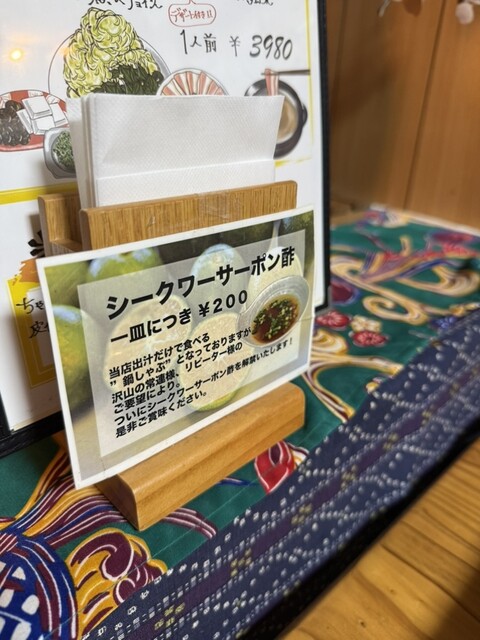 デザート付き!!
1人前 ¥3980
シークワーサーポン酢
一皿につき ¥200
当店出汁だけで食べる
"鍋しゃぶ"となっておりますが
沢山の常連様、リピーター様の
ご要望により。
ついにシークワーサーポン酢を解禁いたします!
是非ご賞味ください。